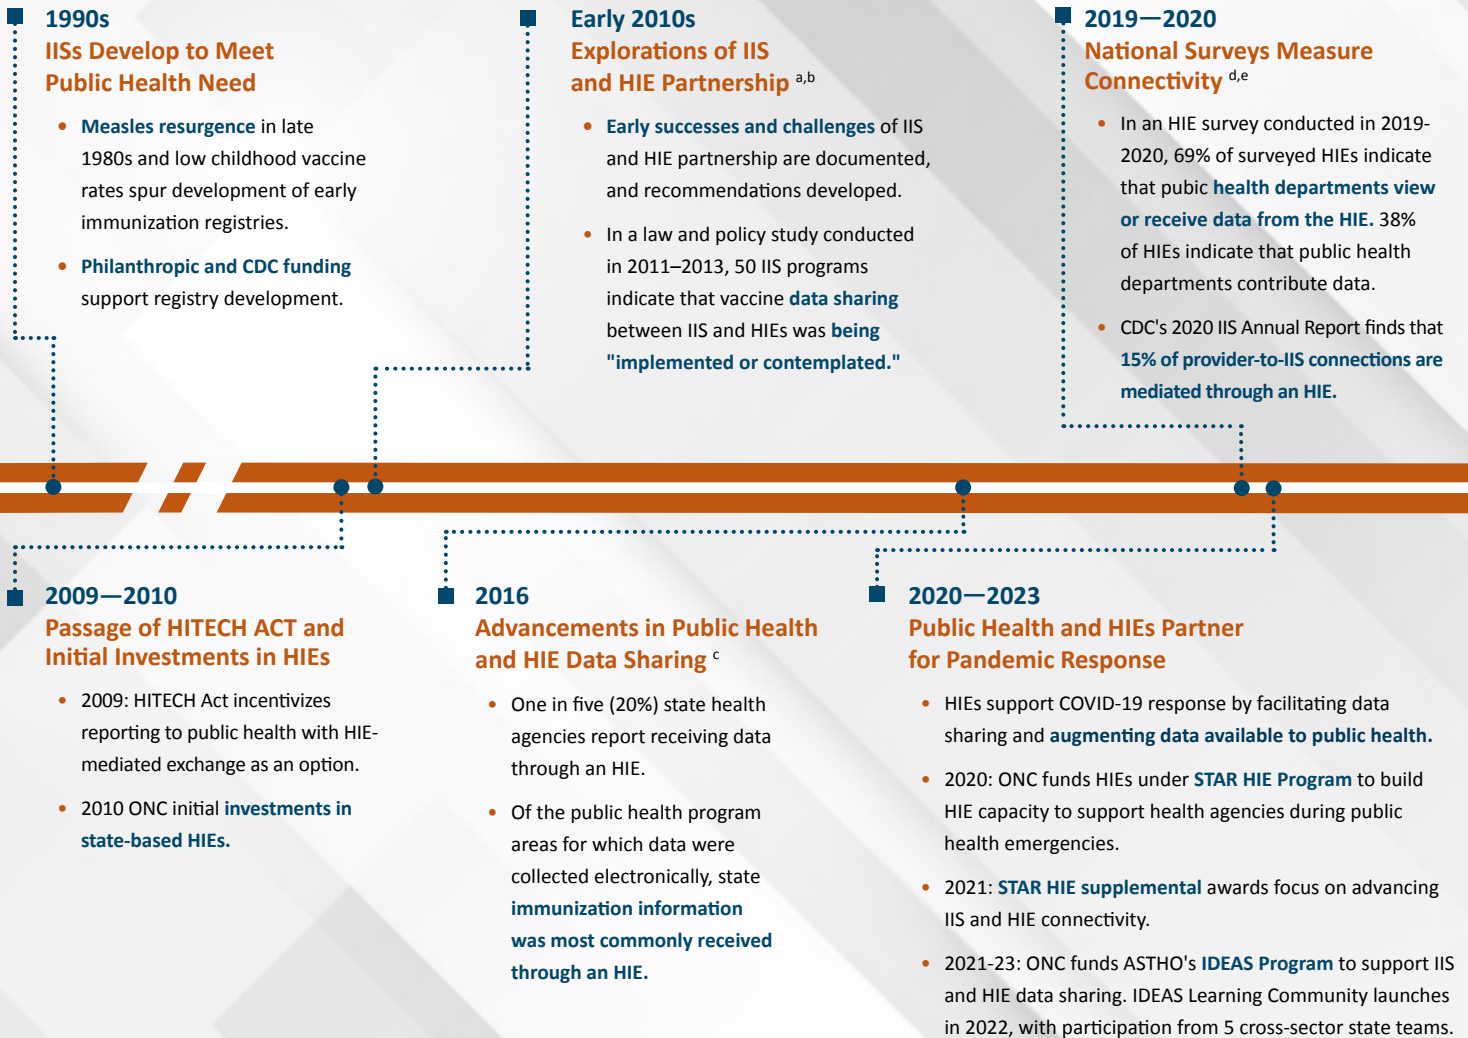 1990s
IISs Develop to Meet
Public Health Need
• Measles resurgence in late
1980s and low childhood vaccine
rates spur development of early
immunization registries.
• Philanthropic and CDC funding
support registry development.
Early 2010s
Explorations of IIS
and HIE Partnership a,b
• Early successes and challenges of IIS
and HIE partnership are documented,
and recommendations developed.
• In a law and policy study conducted
in 2011–2013, 50 IIS programs
indicate that vaccine data sharing
between IIS and HIEs was being
"implemented or contemplated."
2019—2020
National Surveys Measure
Connectivity d,e
• In an HIE survey conducted in 2019-
2020, 69% of surveyed HIEs indicate
that pubic health departments view
or receive data from the HIE. 38%
of HIEs indicate that public health
departments contribute data.
• CDC's 2020 IIS Annual Report finds that
15% of provider-to-IIS connections are
mediated through an HIE.
2009—2010
Passage of HITECH ACT and
Initial Investments in HIEs
• 2009: HITECH Act incentivizes
reporting to public health with HIE-
mediated exchange as an option.
• 2010 ONC initial investments in
state-based HIEs.
2016
Advancements in Public Health
and HIE Data Sharing c
• One in five (20%) state health
agencies report receiving data
through an HIE.
• Of the public health program
areas for which data were
collected electronically, state
immunization information
was most commonly received
through an HIE.
2020—2023
Public Health and HIEs Partner
for Pandemic Response
• HIEs support COVID-19 response by facilitating data
sharing and augmenting data available to public health.
• 2020: ONC funds HIEs under STAR HIE Program to build
HIE capacity to support health agencies during public
health emergencies.
• 2021: STAR HIE supplemental awards focus on advancing
IIS and HIE connectivity.
• 2021-23: ONC funds ASTHO's IDEAS Program to support IIS
and HIE data sharing. IDEAS Learning Community launches
in 2022, with participation from 5 cross-sector state teams.